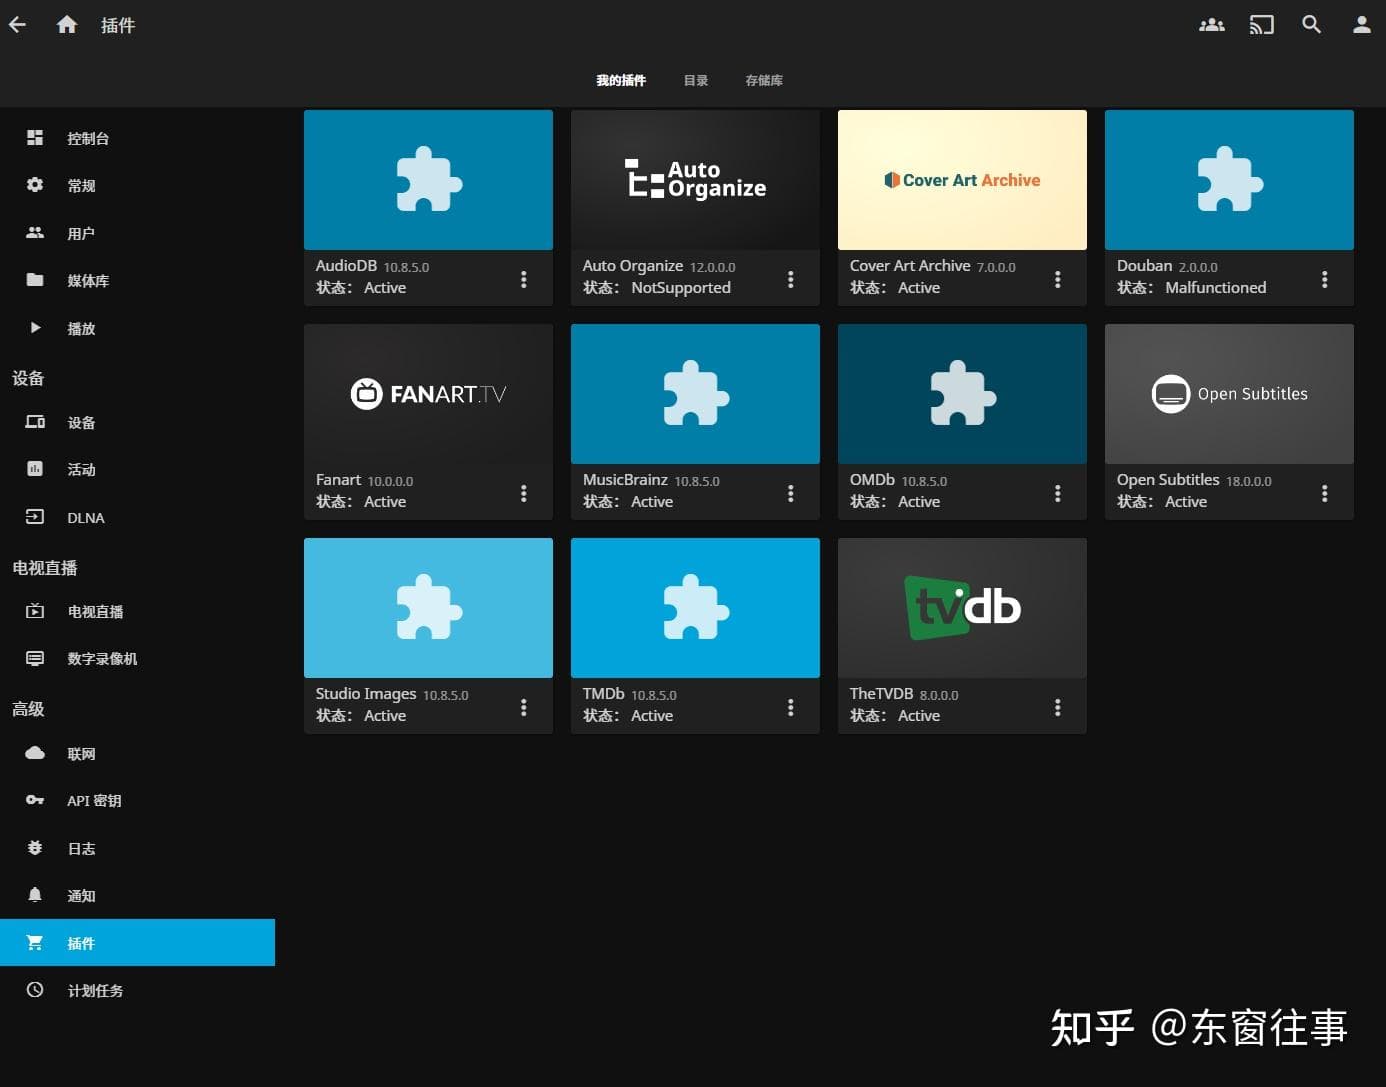 插件
我的插件 目录 存储库
控制台
常规
用户
媒体库
播放
设备
设备
活动
DLNA
电视直播
电视直播
数字录像机
高级
联网
API 密钥
日志
通知
插件
计划任务
AudioDB 10.8.5.0
状态： Active
Auto
Organize
Auto Organize 12.0.0.0
状态： NotSupported
Cover Art Archive
Cover Art Archive 7.0.0.0
状态： Active
Douban 2.0.0.0
状态： Malfunctioned
FANART.TV
Fanart 10.0.0.0
状态： Active
MusicBrainz 10.8.5.0
状态： Active
OMDb 10.8.5.0
状态： Active
Open Subtitles
Open Subtitles 18.0.0.0
状态： Active
Studio Images 10.8.5.0
状态： Active
TMDb 10.8.5.0
状态： Active
tvdb
TheTVDB 8.0.0.0
状态： Active
知乎 @东窗往事